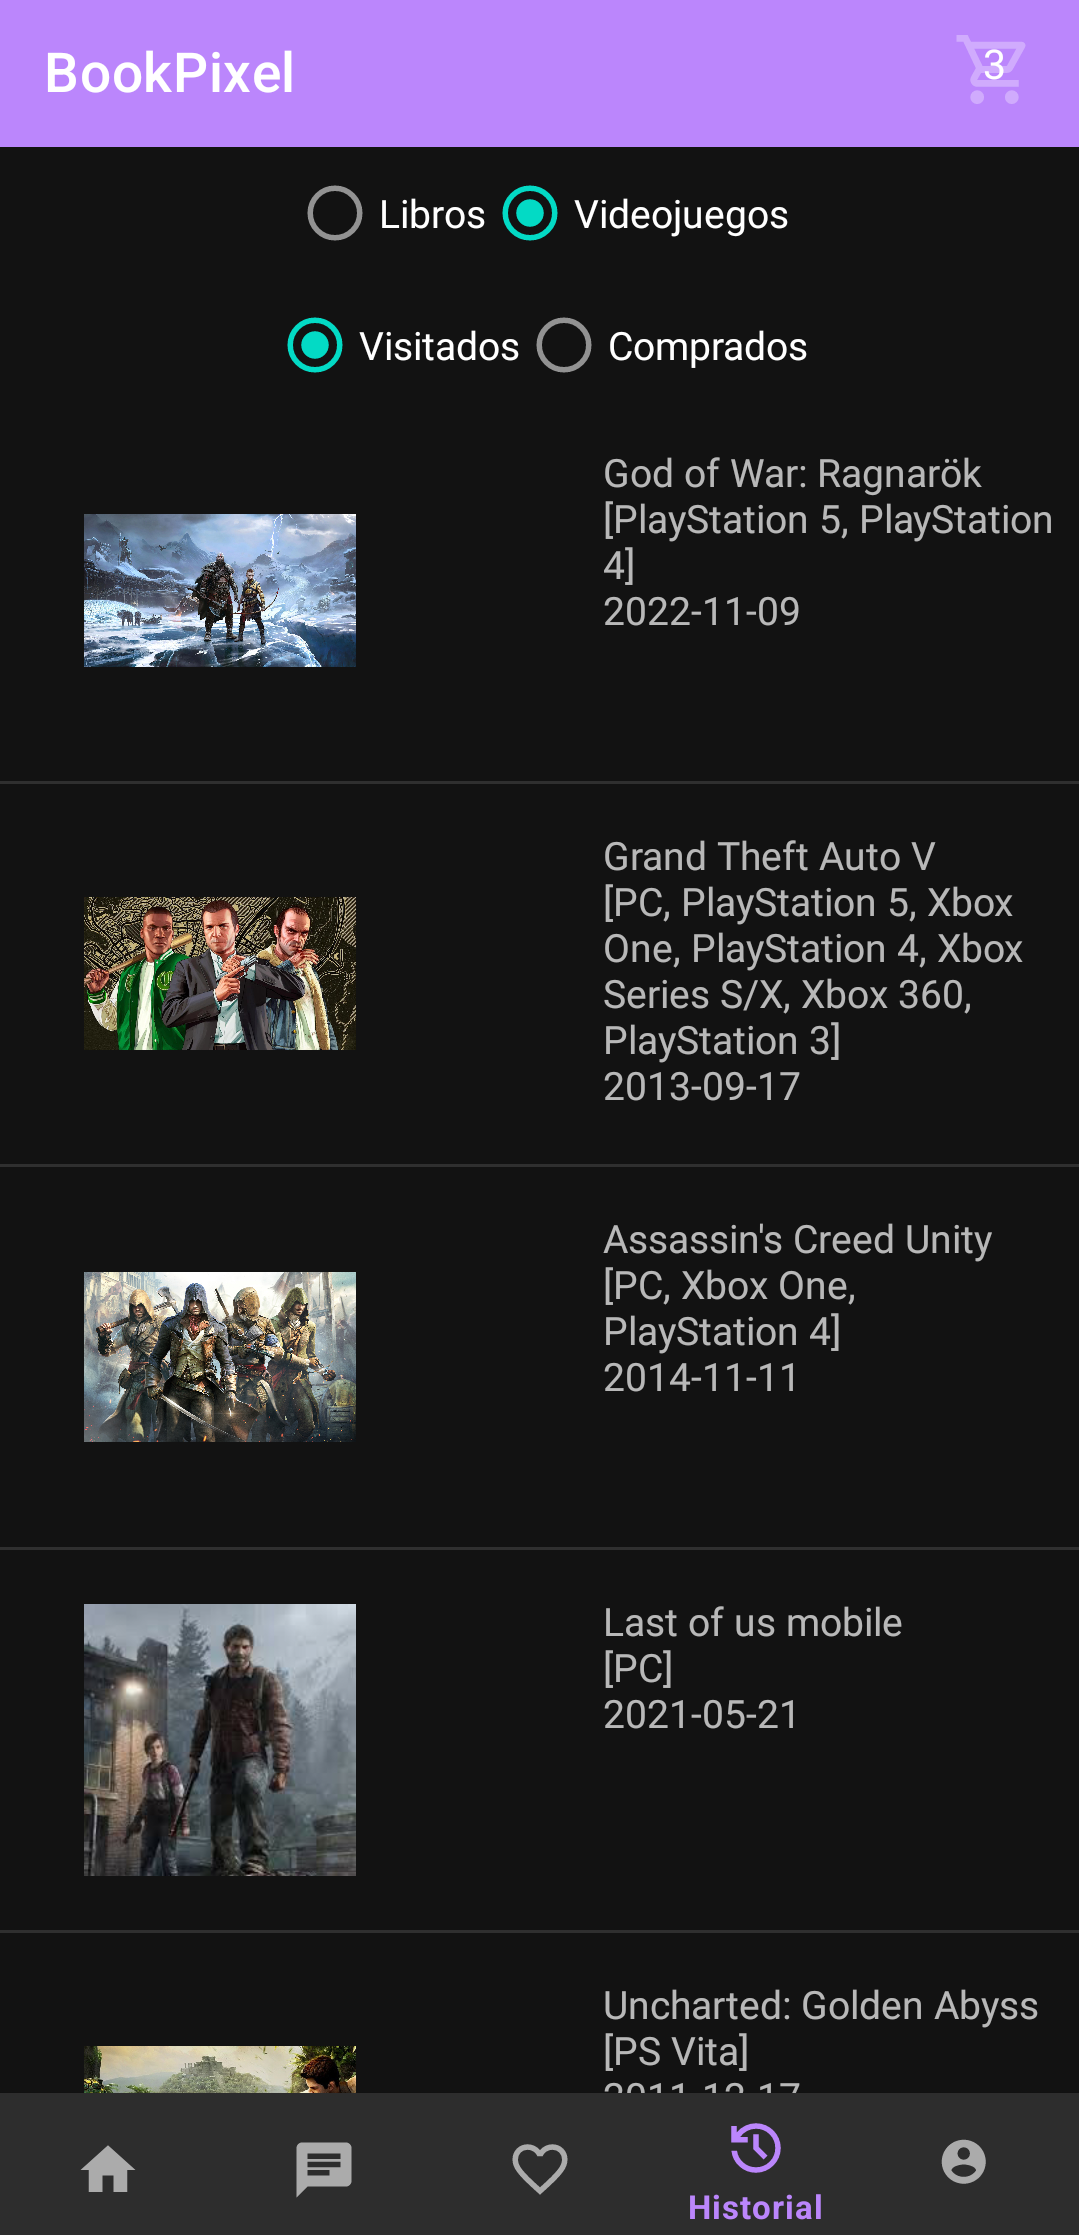 BookPixel
3
Libros Videojuegos
Visitados Comprados
God of War: Ragnarök
[PlayStation 5, PlayStation
4]
2022-11-09
Grand Theft Auto V
[PC, PlayStation 5, Xbox
One, PlayStation 4, Xbox
Series S/X, Xbox 360,
PlayStation 3]
2013-09-17
Assassin's Creed Unity
[PC, Xbox One,
PlayStation 4]
2014-11-11
Last of us mobile
[PC]
2021-05-21
Uncharted: Golden Abyss
[PS Vita]
2011-12-17
Historial